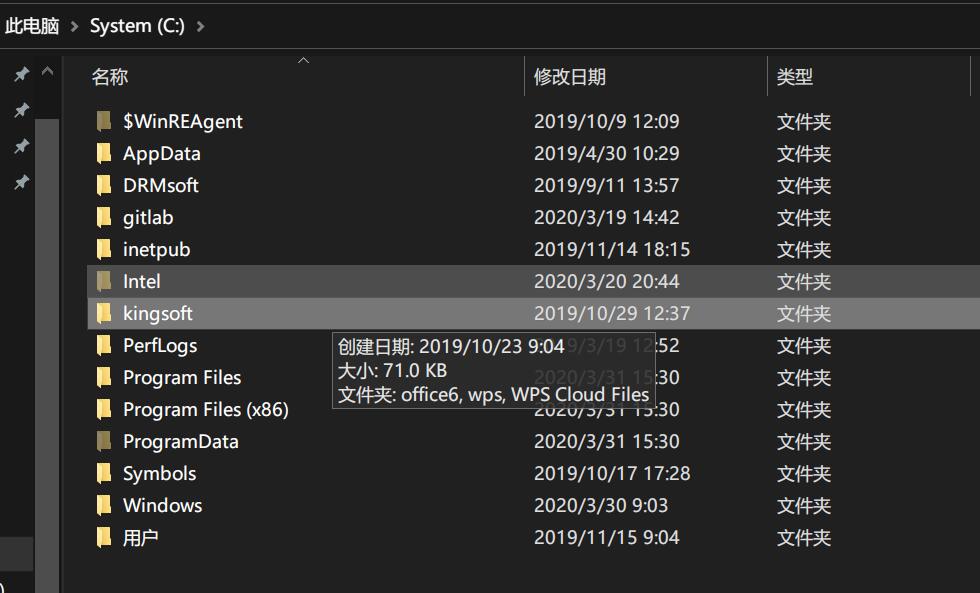 此电脑 > System (C:) >
名称 修改日期 类型
$WinREAgent 2019/10/9 12:09 文件夹
AppData 2019/4/30 10:29 文件夹
DRMsoft 2019/9/11 13:57 文件夹
gitlab 2020/3/19 14:42 文件夹
inetpub 2019/11/14 18:15 文件夹
Intel 2020/3/20 20:44 文件夹
kingsoft 2019/10/29 12:37 文件夹
PerfLogs 2019/3/19 12:52 文件夹
创建日期: 2019/10/23 9:04
大小: 71.0 KB
文件夹: office6, wps, WPS Cloud Files
Program Files 2020/3/31 15:30 文件夹
Program Files (x86) 2020/3/31 15:30 文件夹
ProgramData 2020/3/31 15:30 文件夹
Symbols 2019/10/17 17:28 文件夹
Windows 2020/3/30 9:03 文件夹
用户 2019/11/15 9:04 文件夹